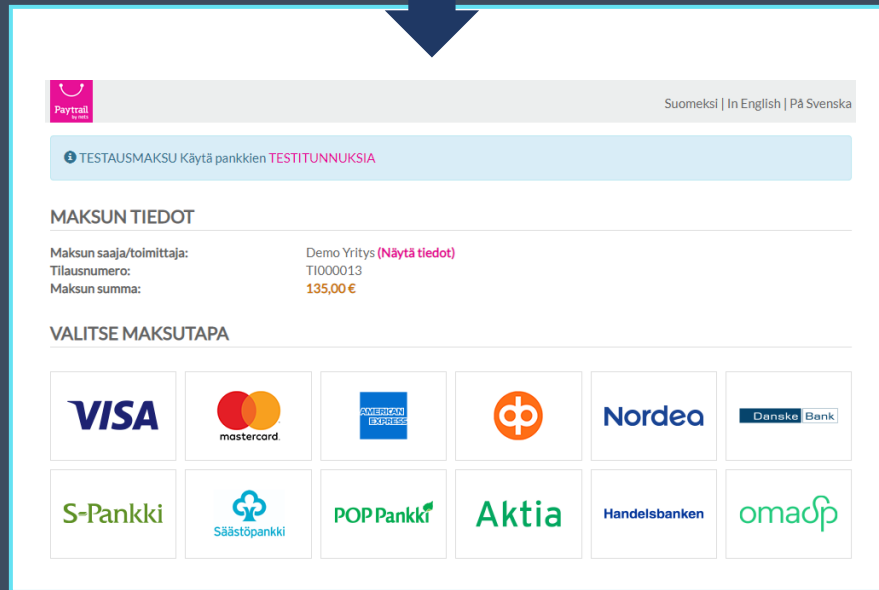 Paytrail
by nets
Suomeksi | In English | På Svenska
TESTAUSMAKSU Käytä pankkien TESTITUNNUKSIA
MAKSUN TIEDOT
Maksun saaja/toimittaja: Demo Yritys (Näytä tiedot)
Tilausnumero: TI000013
Maksun summa: 135,00 €
VALITSE MAKSUTAPA
VISA
mastercard.
AMERICAN
EXPRESS
Nordea
Danske Bank
S-Pankki
Säästöpankki
POP Pankki
Aktia
Handelsbanken
omasp